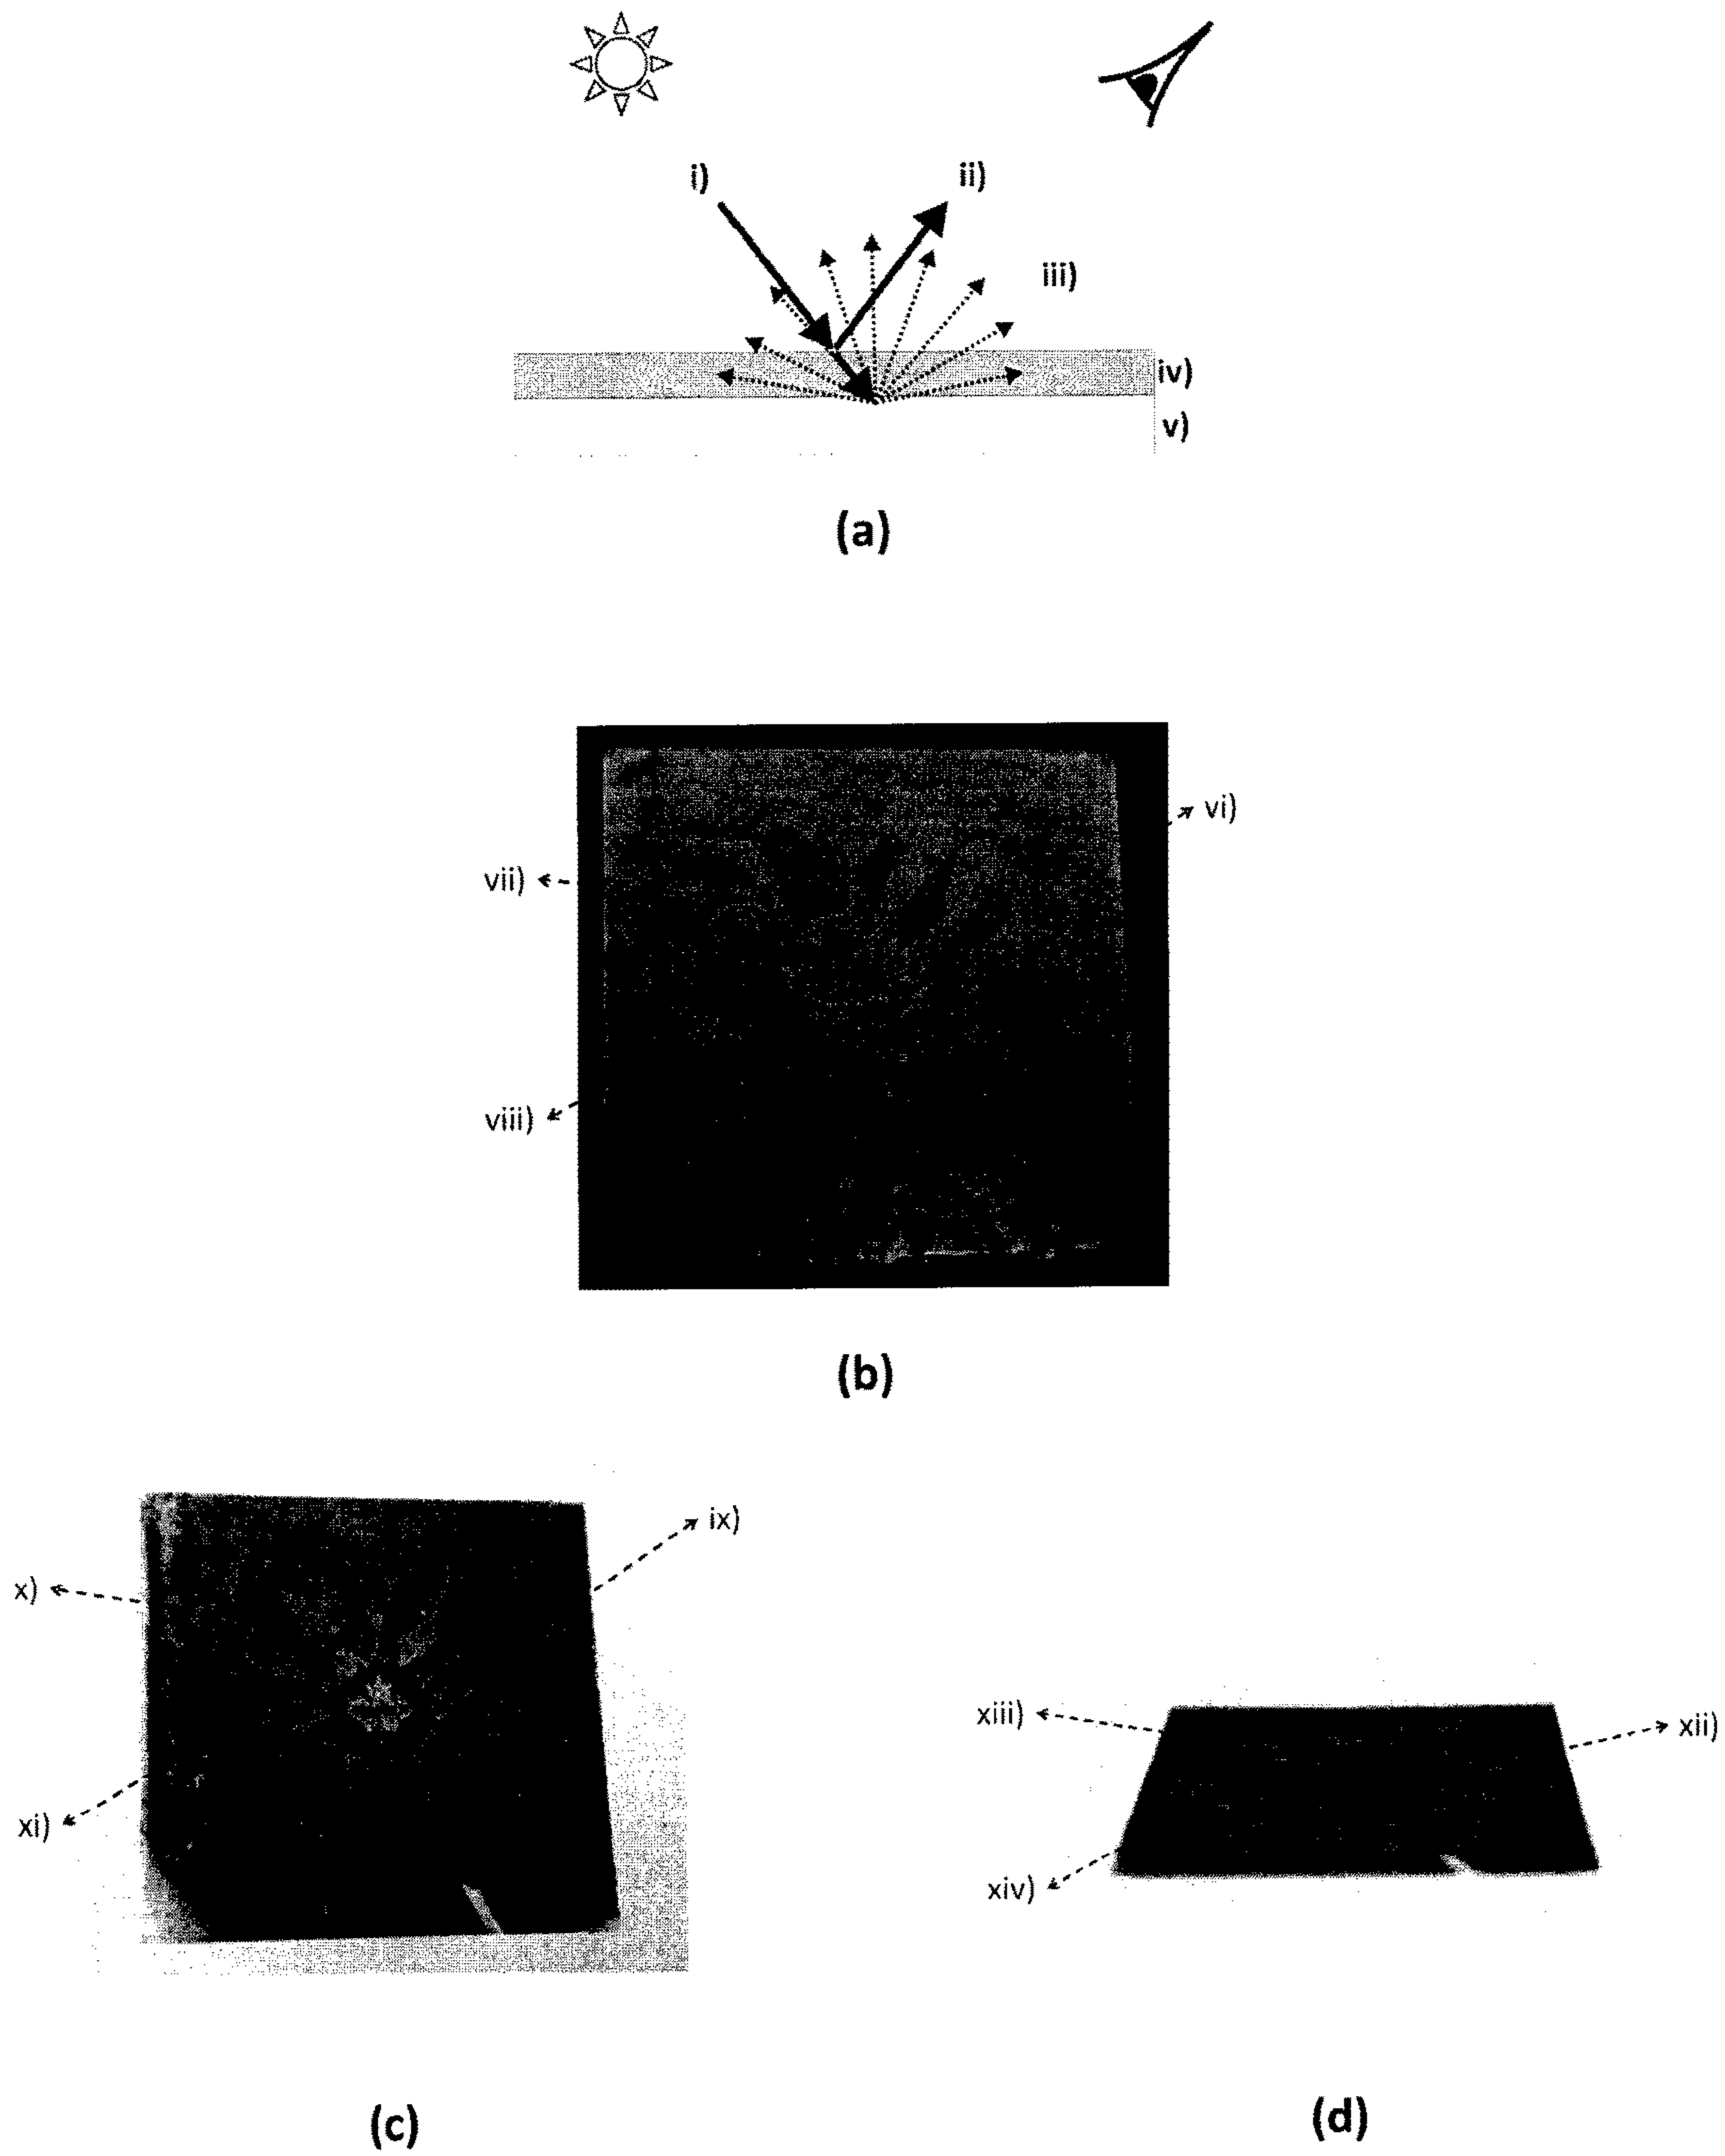 i)
ii)
iii)
iv)
v)
(a)
vi)
vii)
viii)
(b)
ix)
x)
xi)
xiii)
xii)
xiv)
(c)
(d)